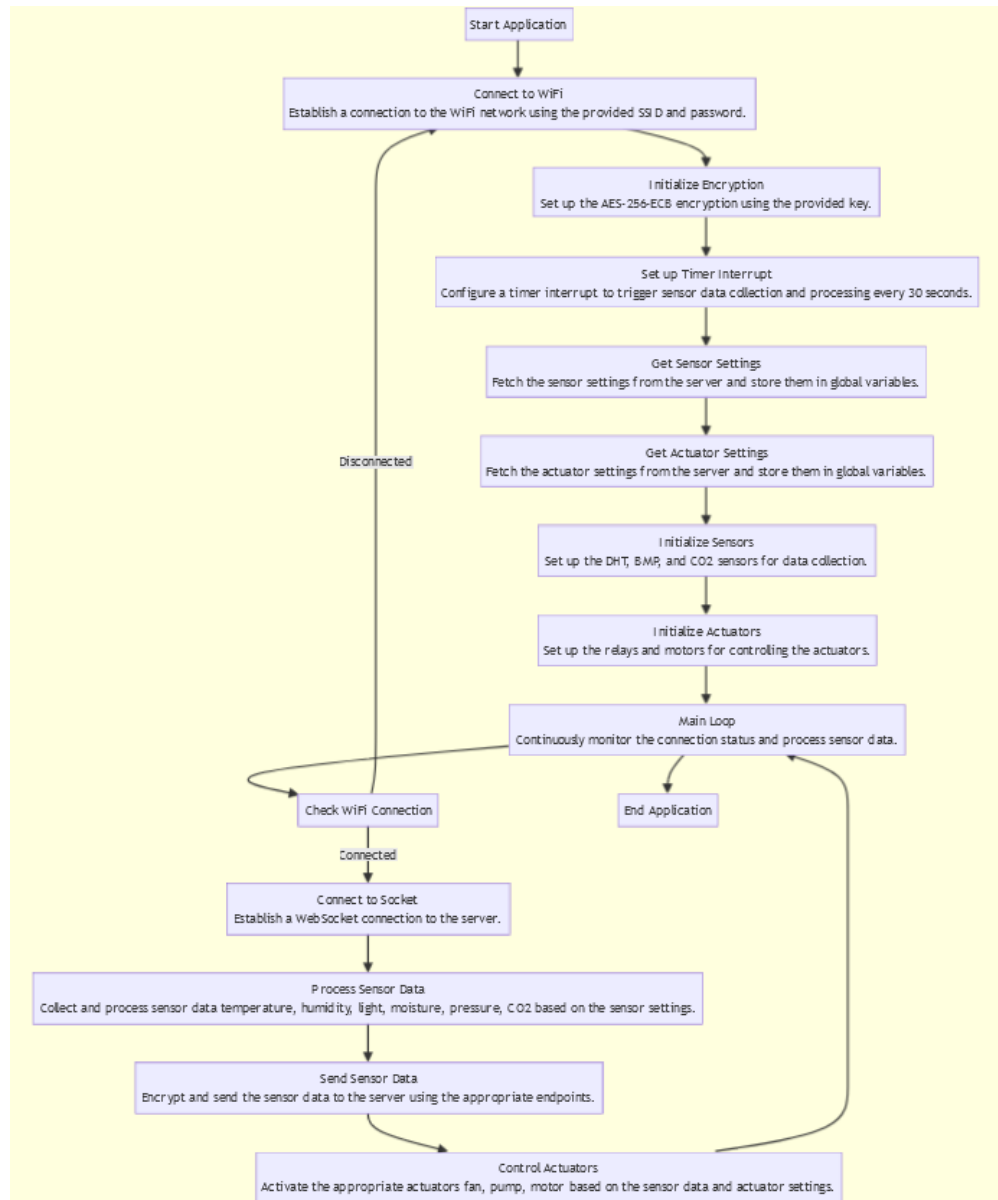 Start Application
Connect to WiFi
Establish a connection to the WiFi network using the provided SSID and password.
Initialize Encryption
Set up the AES-256-ECB encryption using the provided key.
Set up Timer Interrupt
Configure a timer interrupt to trigger sensor data collection and processing every 30 seconds.
Get Sensor Settings
Fetch the sensor settings from the server and store them in global variables.
Get Actuator Settings
Fetch the actuator settings from the server and store them in global variables.
Disconnected
Initialize Sensors
Set up the DHT, BMP, and CO2 sensors for data collection.
Initialize Actuators
Set up the relays and motors for controlling the actuators.
Main Loop
Continuously monitor the connection status and process sensor data.
Check WiFi Connection
End Application
Connected
Connect to Socket
Establish a WebSocket connection to the server.
Process Sensor Data
Collect and process sensor data temperature, humidity, light, moisture, pressure, CO2 based on the sensor settings.
Send Sensor Data
Encrypt and send the sensor data to the server using the appropriate endpoints.
Control Actuators
Activate the appropriate actuators fan, pump, motor based on the sensor data and actuator settings.